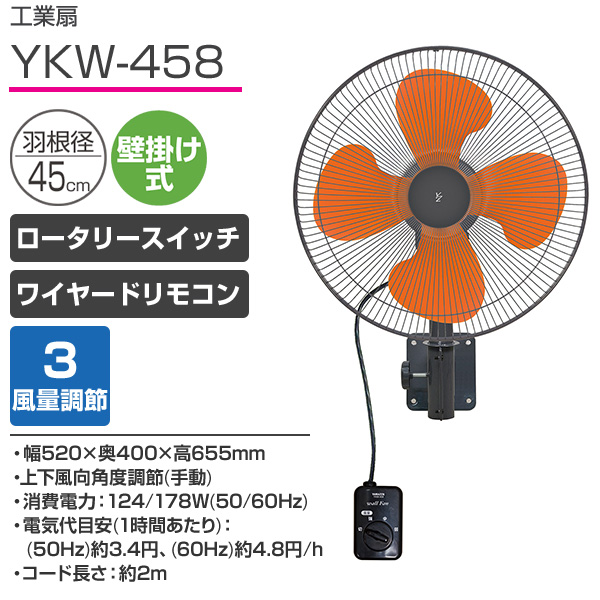 工業扇
YKW-458
羽根径
45cm
壁掛け
式
ロータリースイッチ
ワイヤードリモコン
3
風量調節
・幅520×奥400×高655mm
・上下風向角度調節(手動)
・消費電力：124/178W(50/60Hz)
・電気代目安(1時間あたり)：
(50Hz)約3.4円、(60Hz)約4.8円/h
・コード長さ：約2m
YZ
Wall Fan